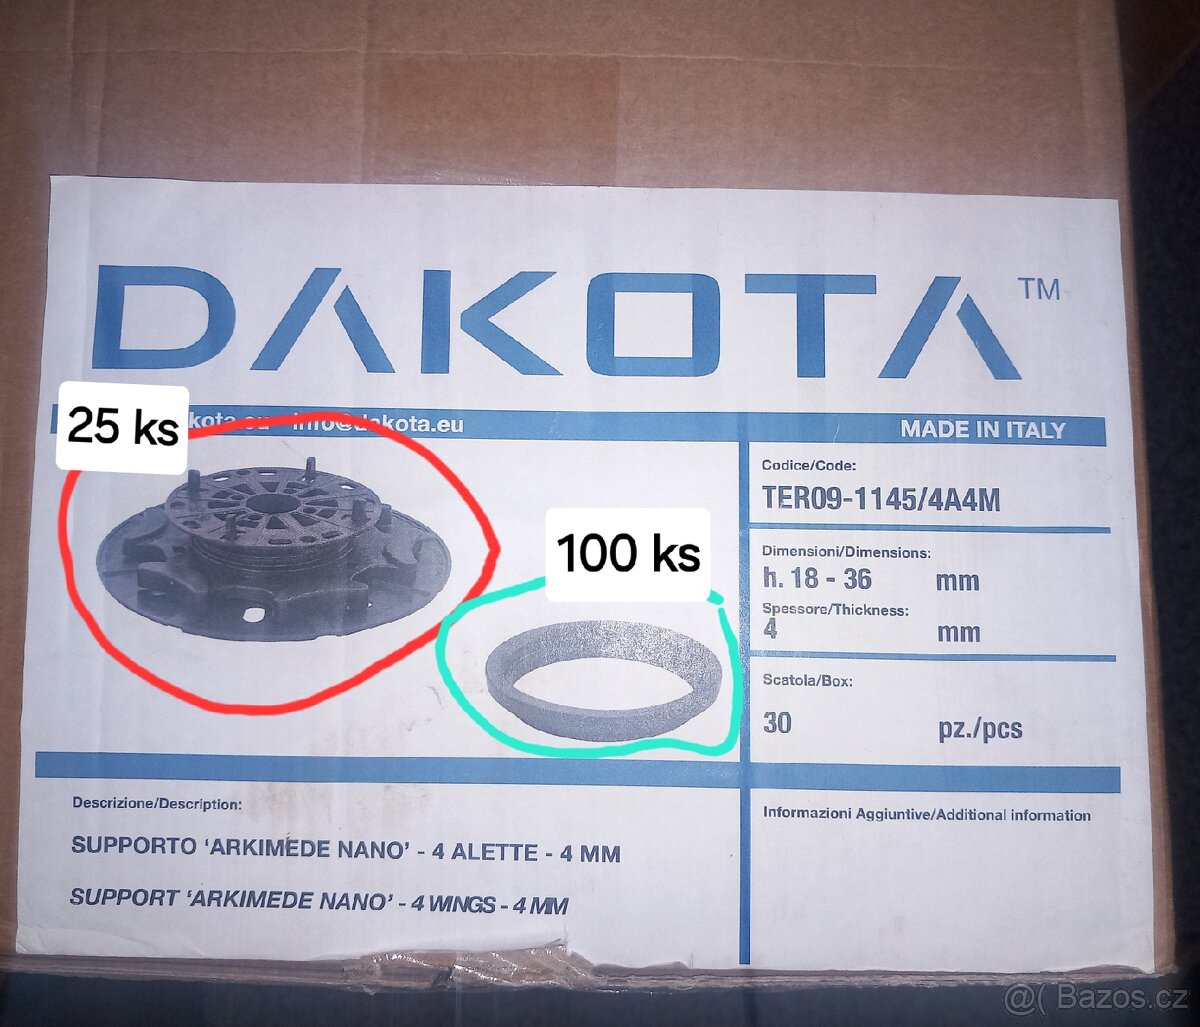 DAKOTA™
25 ks
info@dakota.eu
MADE IN ITALY
Codice/Code:
TER09-1145/4A4M
100 ks
Dimensioni/Dimensions:
h. 18 - 36 mm
Spessore/Thickness:
4 mm
Scatola/Box:
30 pz./pcs
Descrizione/Description:
SUPPORTO ‘ARKIMEDE NANO’ - 4 ALETTE - 4 MM
SUPPORT ‘ARKIMEDE NANO’ - 4 WINGS - 4 MM
Informazioni Aggiuntive/Additional information
@( Bazos.cz